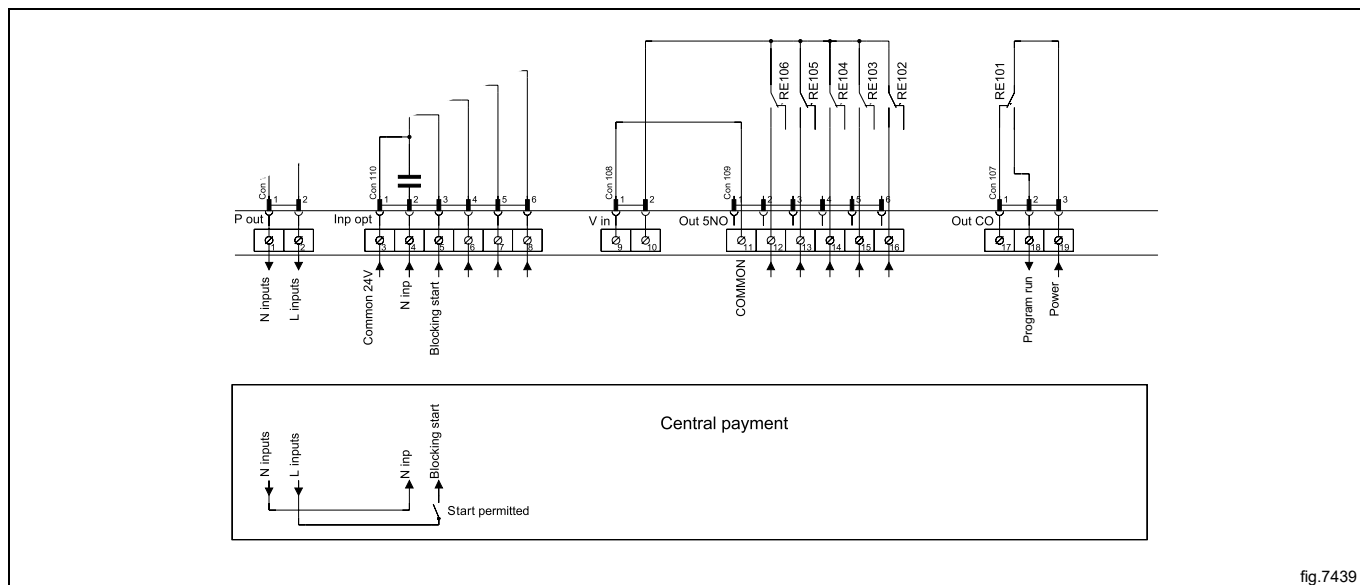 RE106
RE105
RE104
RE103
RE102
RE101
Con
Con 110
Con 108
Con 109
Con 107
1 2
1 2 3 4 5 6
1 2
1 2 3 4 5 6
1 2 3
P out
Inp opt
V in
Out 5NO
Out CO
1 2
3 4 5 6 7 8
9 10
11 12 13 14 15 16
17 18 19
N inputs
L inputs
Common 24V
N inp
Blocking start
COMMON
Program run
Power
Central payment
N inputs
L inputs
N inp
Blocking start
Start permitted
fig.7439